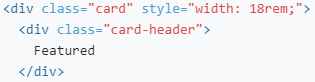 <div class="card" style="width: 18rem;">
  <div class="card-header">
    Featured
  </div>